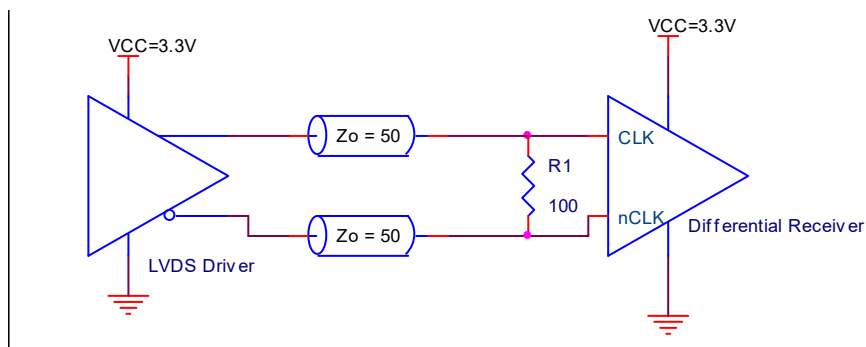 VCC=3.3V
VCC=3.3V
Zo = 50
CLK
R1
100
nCLK
Zo = 50
Differential Receiver
LVDS Driver